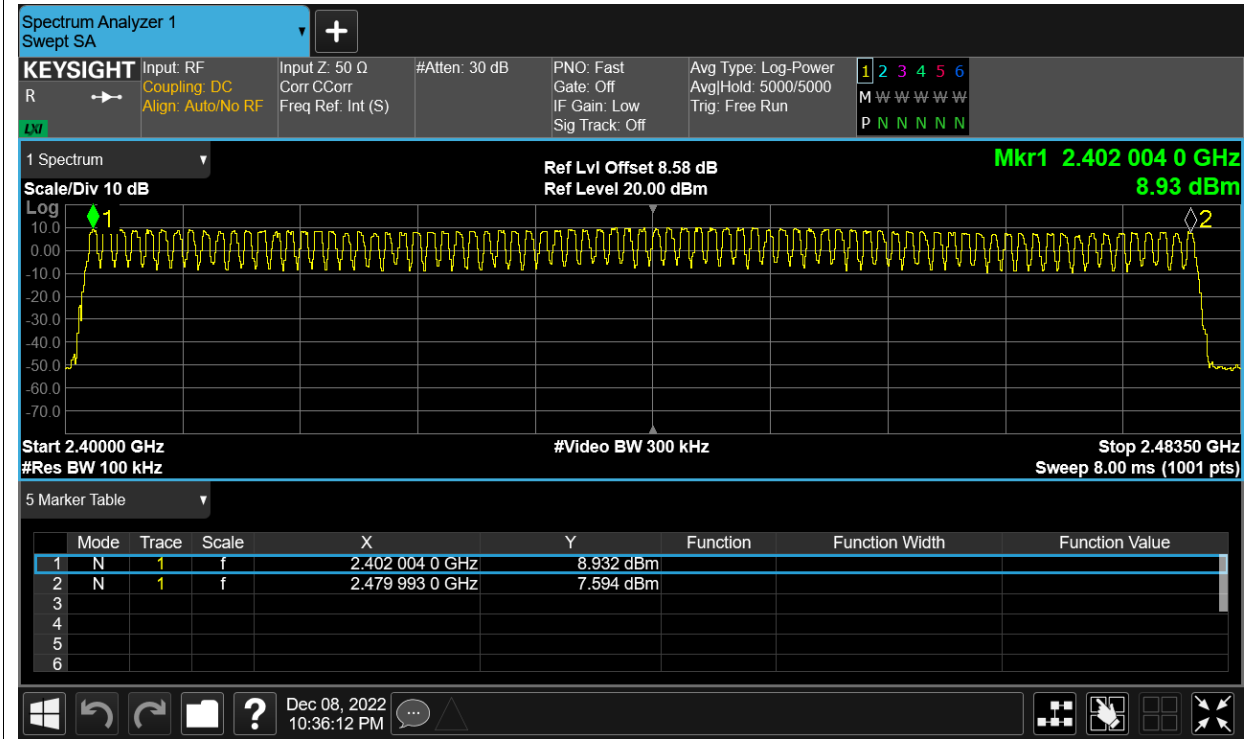 Spectrum Analyzer 1
Swept SA
+
KEYSIGHT
R
LXI
Input: RF
Coupling: DC
Align: Auto/No RF
Input Z: 50 Ω
Corr CCorr
Freq Ref: Int (S)
#Atten: 30 dB
PNO: Fast
Gate: Off
IF Gain: Low
Sig Track: Off
Avg Type: Log-Power
Avg|Hold: 5000/5000
Trig: Free Run
1 2 3 4 5 6
M W W W W W W
P N N N N N N
1 Spectrum
Scale/Div 10 dB
Ref Lvl Offset 8.58 dB
Ref Level 20.00 dBm
Mkr1 2.402 004 0 GHz
8.93 dBm
Log
1
2
10.0
0.00
-10.0
-20.0
-30.0
-40.0
-50.0
-60.0
-70.0
Start 2.40000 GHz
#Res BW 100 kHz
#Video BW 300 kHz
Stop 2.48350 GHz
Sweep 8.00 ms (1001 pts)
5 Marker Table
Mode Trace Scale X Y Function Function Width Function Value
1 N 1 f 2.402 004 0 GHz 8.932 dBm
2 N 1 f 2.479 993 0 GHz 7.594 dBm
3
4
5
6
?
Dec 08, 2022
10:36:12 PM